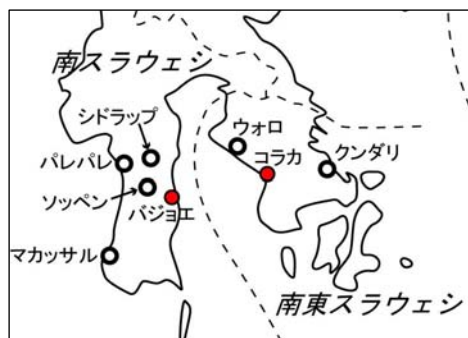 南スラウェシ
シドラップ
ウォロ
パレパレ
コラカ
クンダリ
ソッペン
バジョエ
マカッサル
南東スラウェシ